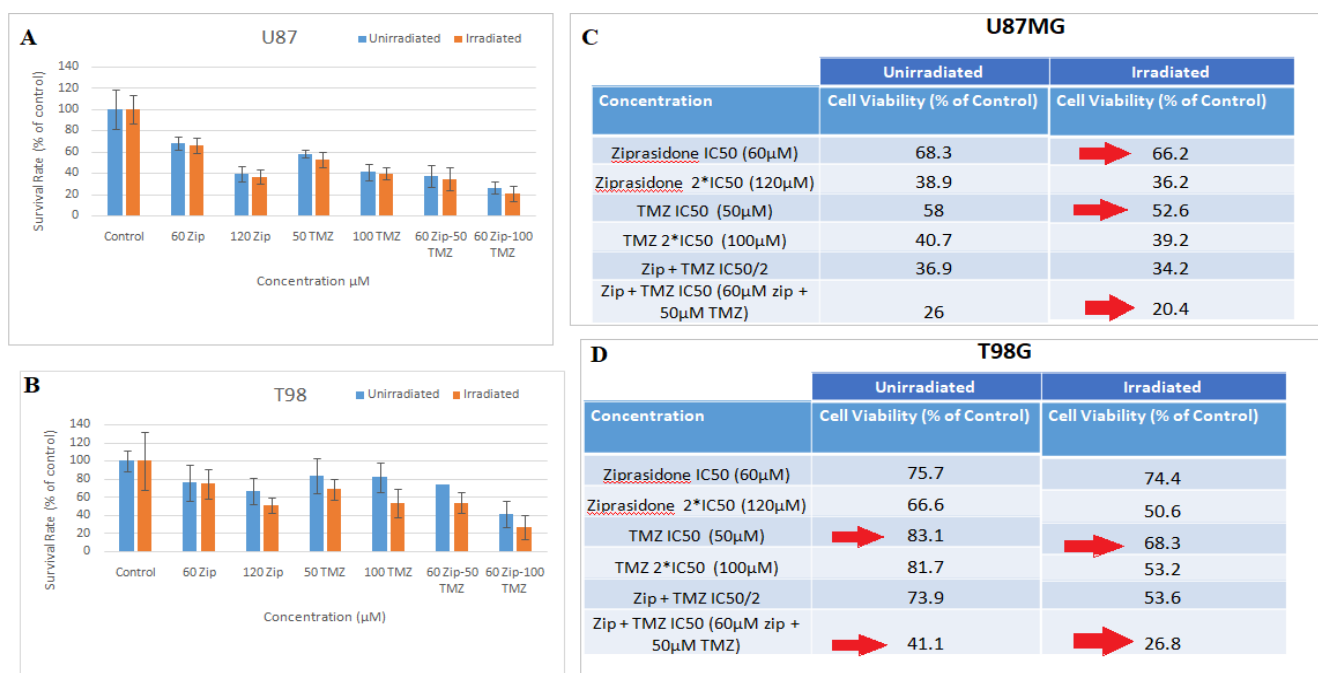 A
U87
Unirradiated Irradiated
Survival Rate (% of control)
140
120
100
80
60
40
20
0
Control 60 Zip 120 Zip 50 TMZ 100 TMZ 60 Zip-50 60 Zip-100
TMZ TMZ
Concentration μM
B
T98
Unirradiated Irradiated
Survival Rate (% of control)
140
120
100
80
60
40
20
0
Control 60 Zip 120 Zip 50 TMZ 100 TMZ 60 Zip-50 60 Zip-100
TMZ TMZ
Concentration (μM)
C
U87MG
Unirradiated Irradiated
Concentration Cell Viability (% of Control) Cell Viability (% of Control)
Ziprasidone IC50 (60μM) 68.3 66.2
Ziprasidone 2*IC50 (120μM) 38.9 36.2
TMZ IC50 (50μM) 58 52.6
TMZ 2*IC50 (100μM) 40.7 39.2
Zip + TMZ IC50/2 36.9 34.2
Zip + TMZ IC50 (60μM zip +
50μM TMZ) 26 20.4
D
T98G
Unirradiated Irradiated
Concentration Cell Viability (% of Control) Cell Viability (% of Control)
Ziprasidone IC50 (60μM) 75.7 74.4
Ziprasidone 2*IC50 (120μM) 66.6 50.6
TMZ IC50 (50μM) 83.1 68.3
TMZ 2*IC50 (100μM) 81.7 53.2
Zip + TMZ IC50/2 73.9 53.6
Zip + TMZ IC50 (60μM zip +
50μM TMZ) 41.1 26.8